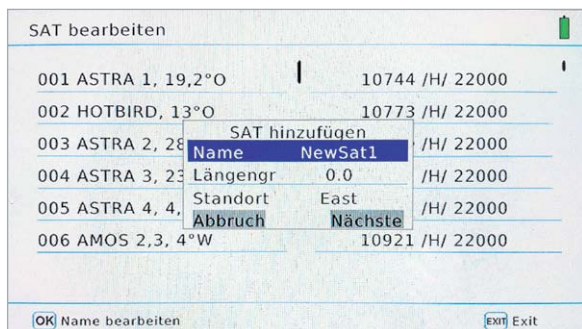 SAT bearbeiten
001 ASTRA 1, 19,2°O 10744 /H/ 22000
002 HOTBIRD, 13°O 10773 /H/ 22000
003 ASTRA 2, 28 /H/ 22000
004 ASTRA 3, 23 /H/ 22000
005 ASTRA 4, 4, /H/ 22000
006 AMOS 2,3, 4°W 10921 /H/ 22000
SAT hinzufügen
Name NewSat1
Längengr 0.0
Standort East
Abbruch Nächste
OK Name bearbeiten EXIT Exit